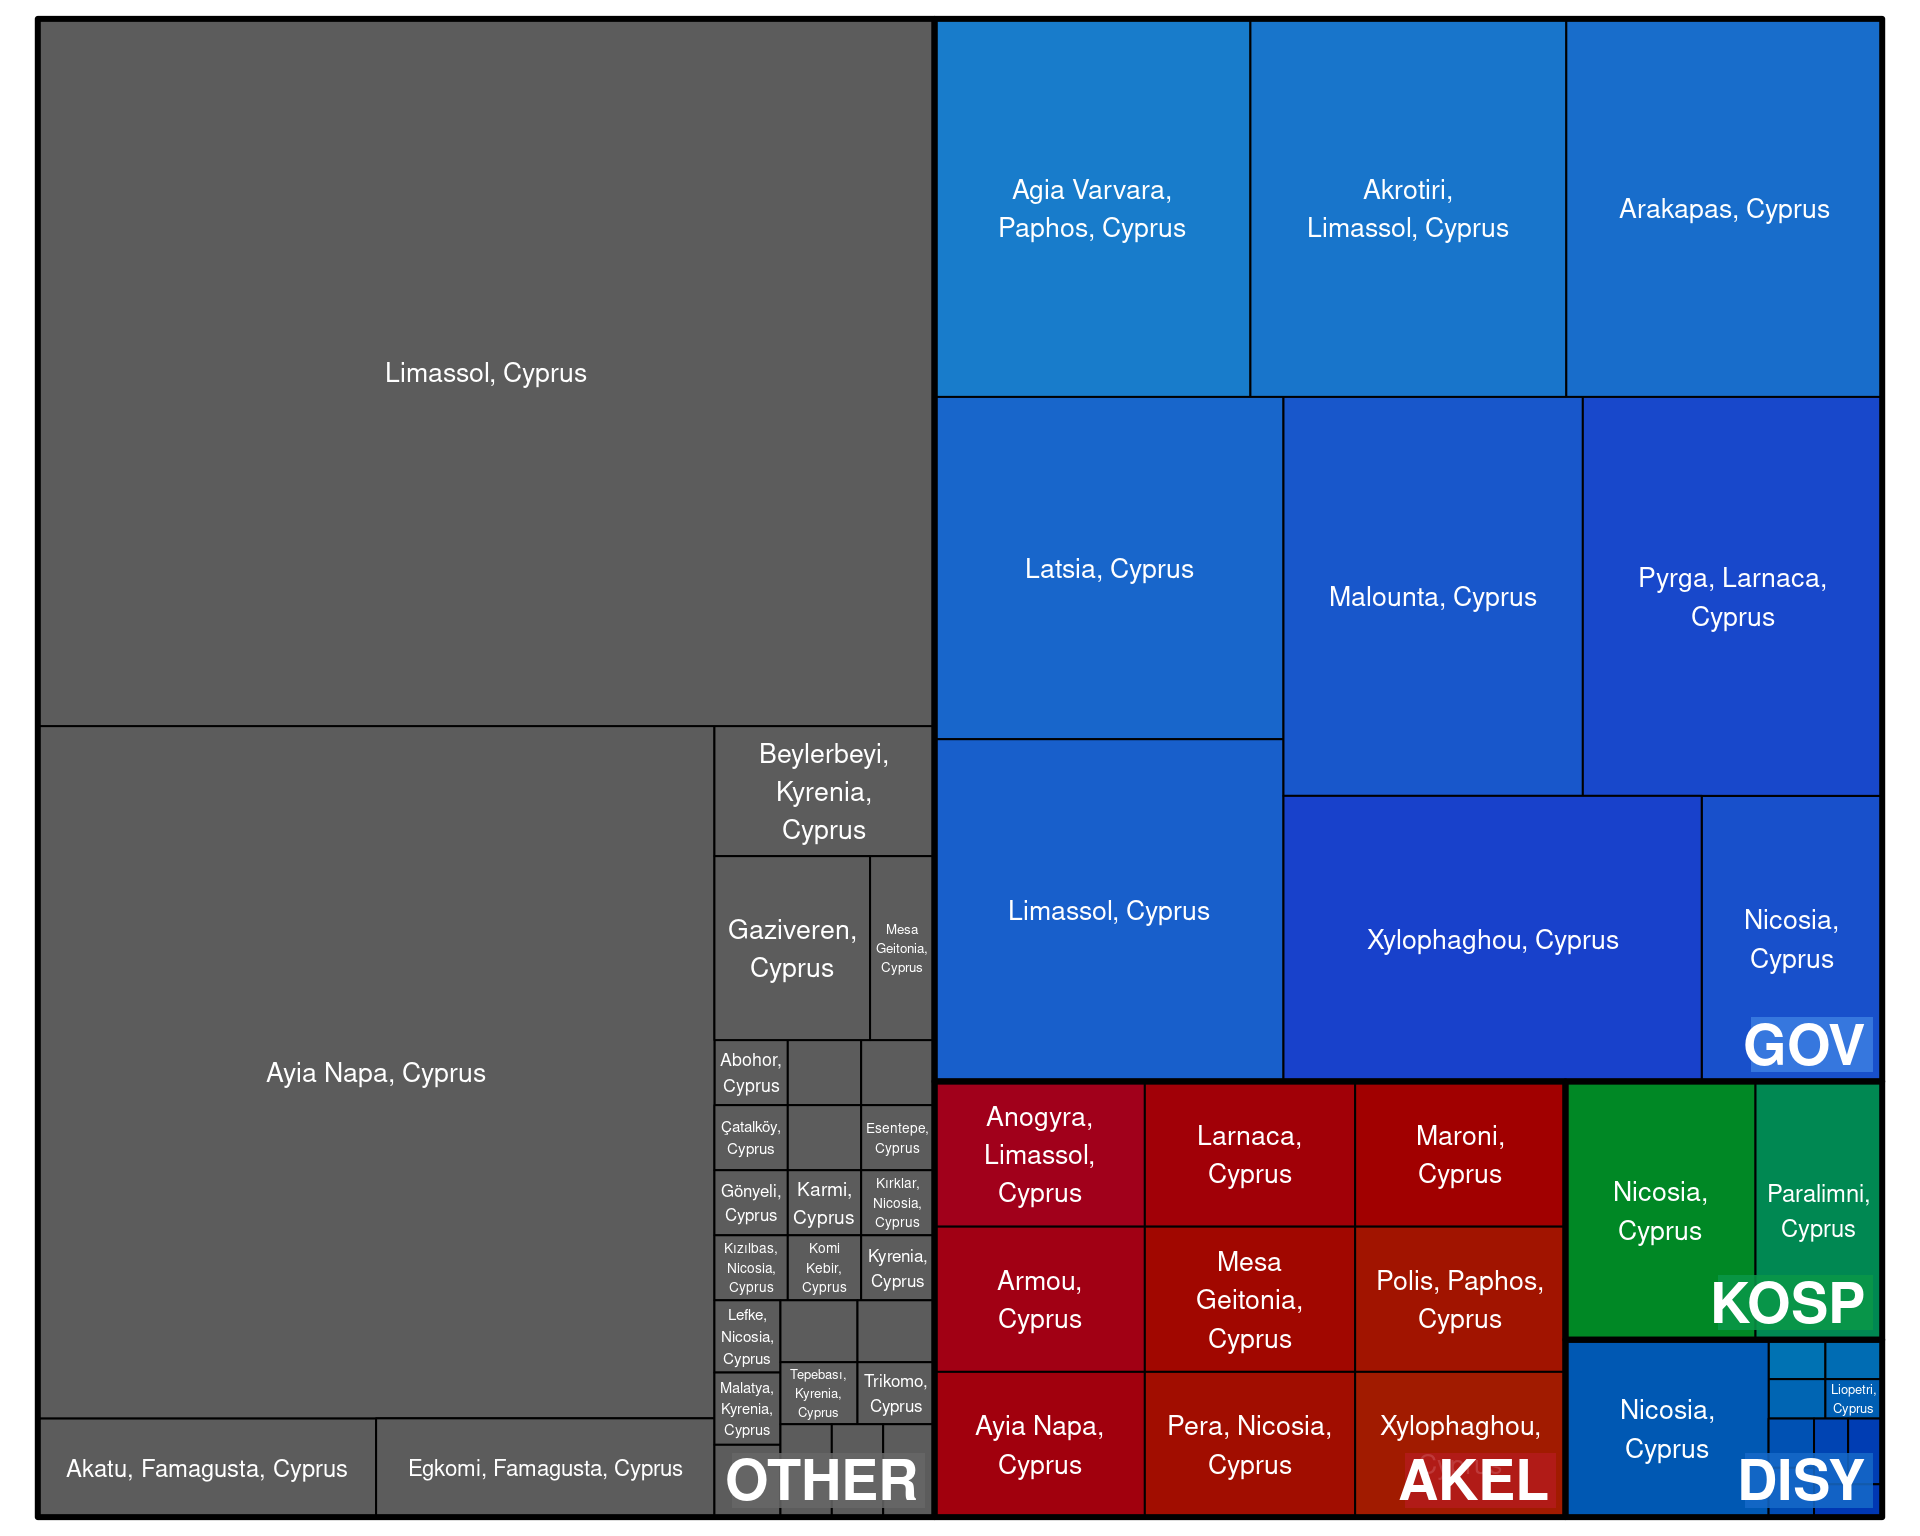 Limassol, Cyprus
Ayia Napa, Cyprus
Akatu, Famagusta, Cyprus
Egkomi, Famagusta, Cyprus
Beylerbeyi,
Kyrenia,
Cyprus
Gaziveren,
Cyprus
Mesa
Geitonia,
Cyprus
Abohor,
Cyprus
Çatalköy,
Cyprus
Esentepe,
Cyprus
Gönyeli,
Cyprus
Karmi,
Cyprus
Kırklar,
Nicosia,
Cyprus
Kızılbas,
Nicosia,
Cyprus
Komi
Kebir,
Cyprus
Kyrenia,
Cyprus
Lefke,
Nicosia,
Cyprus
Malatya,
Kyrenia,
Cyprus
Tepebası,
Kyrenia,
Cyprus
Trikomo,
Cyprus
OTHER
Agia Varvara,
Paphos, Cyprus
Akrotiri,
Limassol, Cyprus
Arakapas, Cyprus
Latsia, Cyprus
Malounta, Cyprus
Pyrga, Larnaca,
Cyprus
Limassol, Cyprus
Xylophaghou, Cyprus
Nicosia,
Cyprus
GOV
Anogyra,
Limassol,
Cyprus
Larnaca,
Cyprus
Maroni,
Cyprus
Armou,
Cyprus
Mesa
Geitonia,
Cyprus
Polis, Paphos,
Cyprus
Ayia Napa,
Cyprus
Pera, Nicosia,
Cyprus
Xylophaghou,
Cyprus
AKEL
Nicosia,
Cyprus
Paralimni,
Cyprus
KOSP
Nicosia,
Cyprus
Liopetri,
Cyprus
DISY